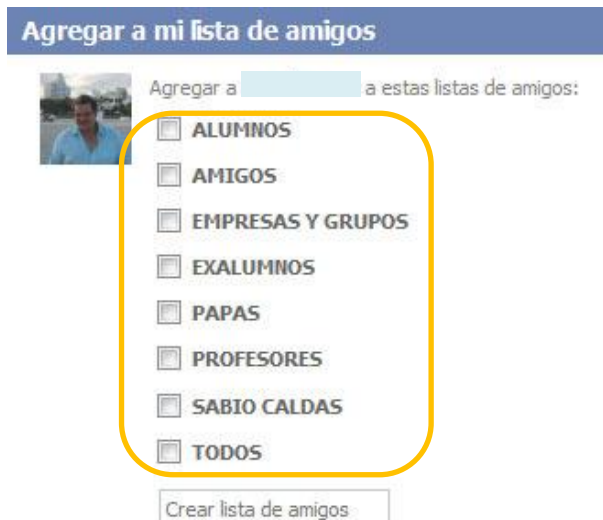 Agregar a mi lista de amigos
Agregar a a estas listas de amigos:
ALUMNOS
AMIGOS
EMPRESAS Y GRUPOS
EXALUMNOS
PAPAS
PROFESORES
SABIO CALDAS
TODOS
Crear lista de amigos